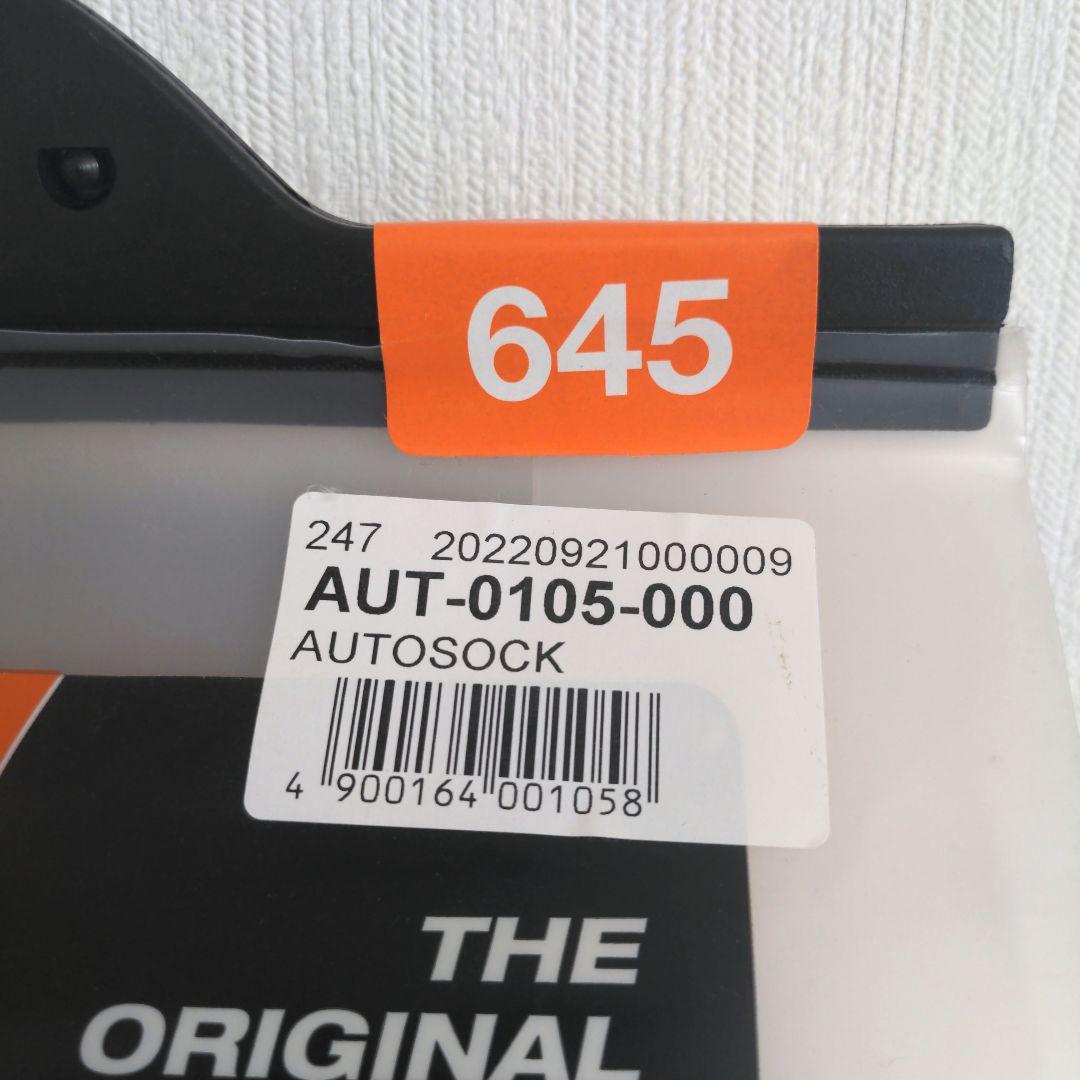 645
247 20220921000009
AUT-0105-000
AUTOSOCK
4 900164 001058
THE
ORIGINAL